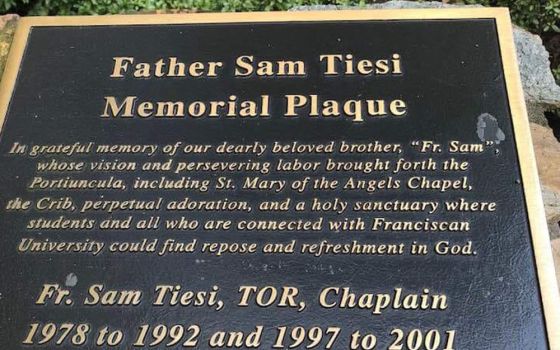 Father Sam Tiesi
Memorial Plaque
In grateful memory of our dearly beloved brother, "Fr. Sam",
whose vision and persevering labor brought forth the
Portiuncula, including St. Mary of the Angels Chapel,
the Crib, perpetual adoration, and a holy sanctuary where
students and all who are connected with Franciscan
University could find repose and refreshment in God.
Fr. Sam Tiesi, TOR, Chaplain
1978 to 1992 and 1997 to 2001